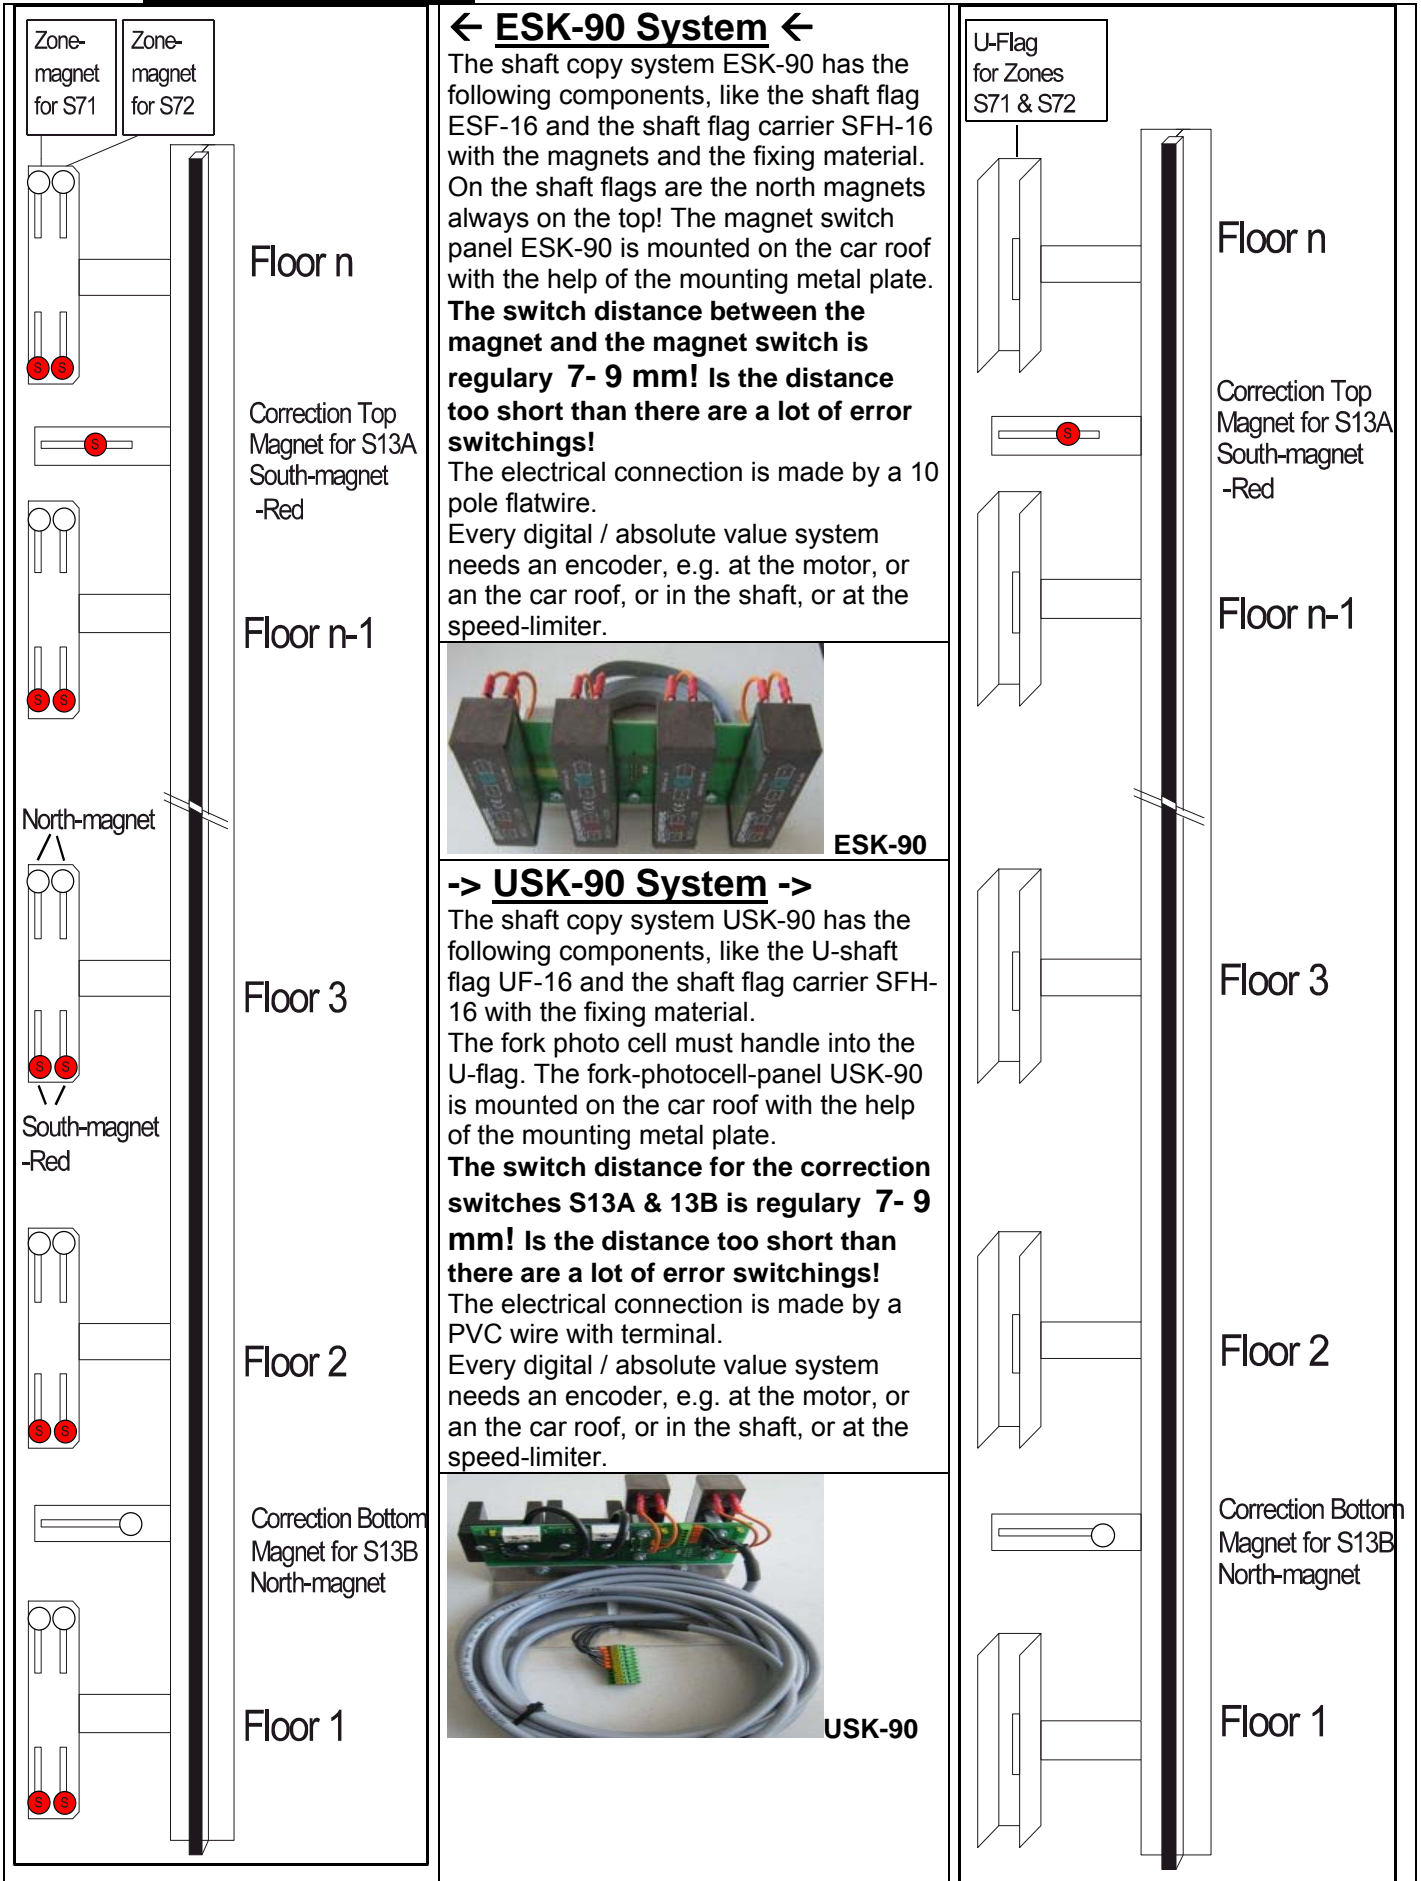 Zone-
magnet
for S71
Zone-
magnet
for S72
Floor n
S S
Correction Top
Magnet for S13A
South-magnet
-Red
S
Floor n-1
S S
North-magnet
Floor 3
S S
South-magnet
-Red
Floor 2
S S
Correction Bottom
Magnet for S13B
North-magnet
Floor 1
S S
← ESK-90 System ←
The shaft copy system ESK-90 has the
following components, like the shaft flag
ESF-16 and the shaft flag carrier SFH-16
with the magnets and the fixing material.
On the shaft flags are the north magnets
always on the top! The magnet switch
panel ESK-90 is mounted on the car roof
with the help of the mounting metal plate.
The switch distance between the
magnet and the magnet switch is
regulary 7- 9 mm! Is the distance
too short than there are a lot of error
switchings!
The electrical connection is made by a 10
pole flatwire.
Every digital / absolute value system
needs an encoder, e.g. at the motor, or
an the car roof, or in the shaft, or at the
speed-limiter.
ESK-90
-> USK-90 System ->
The shaft copy system USK-90 has the
following components, like the U-shaft
flag UF-16 and the shaft flag carrier SFH-
16 with the fixing material.
The fork photo cell must handle into the
U-flag. The fork-photocell-panel USK-90
is mounted on the car roof with the help
of the mounting metal plate.
The switch distance for the correction
switches S13A & 13B is regulary 7- 9
mm! Is the distance too short than
there are a lot of error switchings!
The electrical connection is made by a
PVC wire with terminal.
Every digital / absolute value system
needs an encoder, e.g. at the motor, or
an the car roof, or in the shaft, or at the
speed-limiter.
USK-90
U-Flag
for Zones
S71 & S72
Floor n
Correction Top
Magnet for S13A
South-magnet
-Red
S
Floor n-1
Floor 3
Floor 2
Correction Bottom
Magnet for S13B
North-magnet
Floor 1